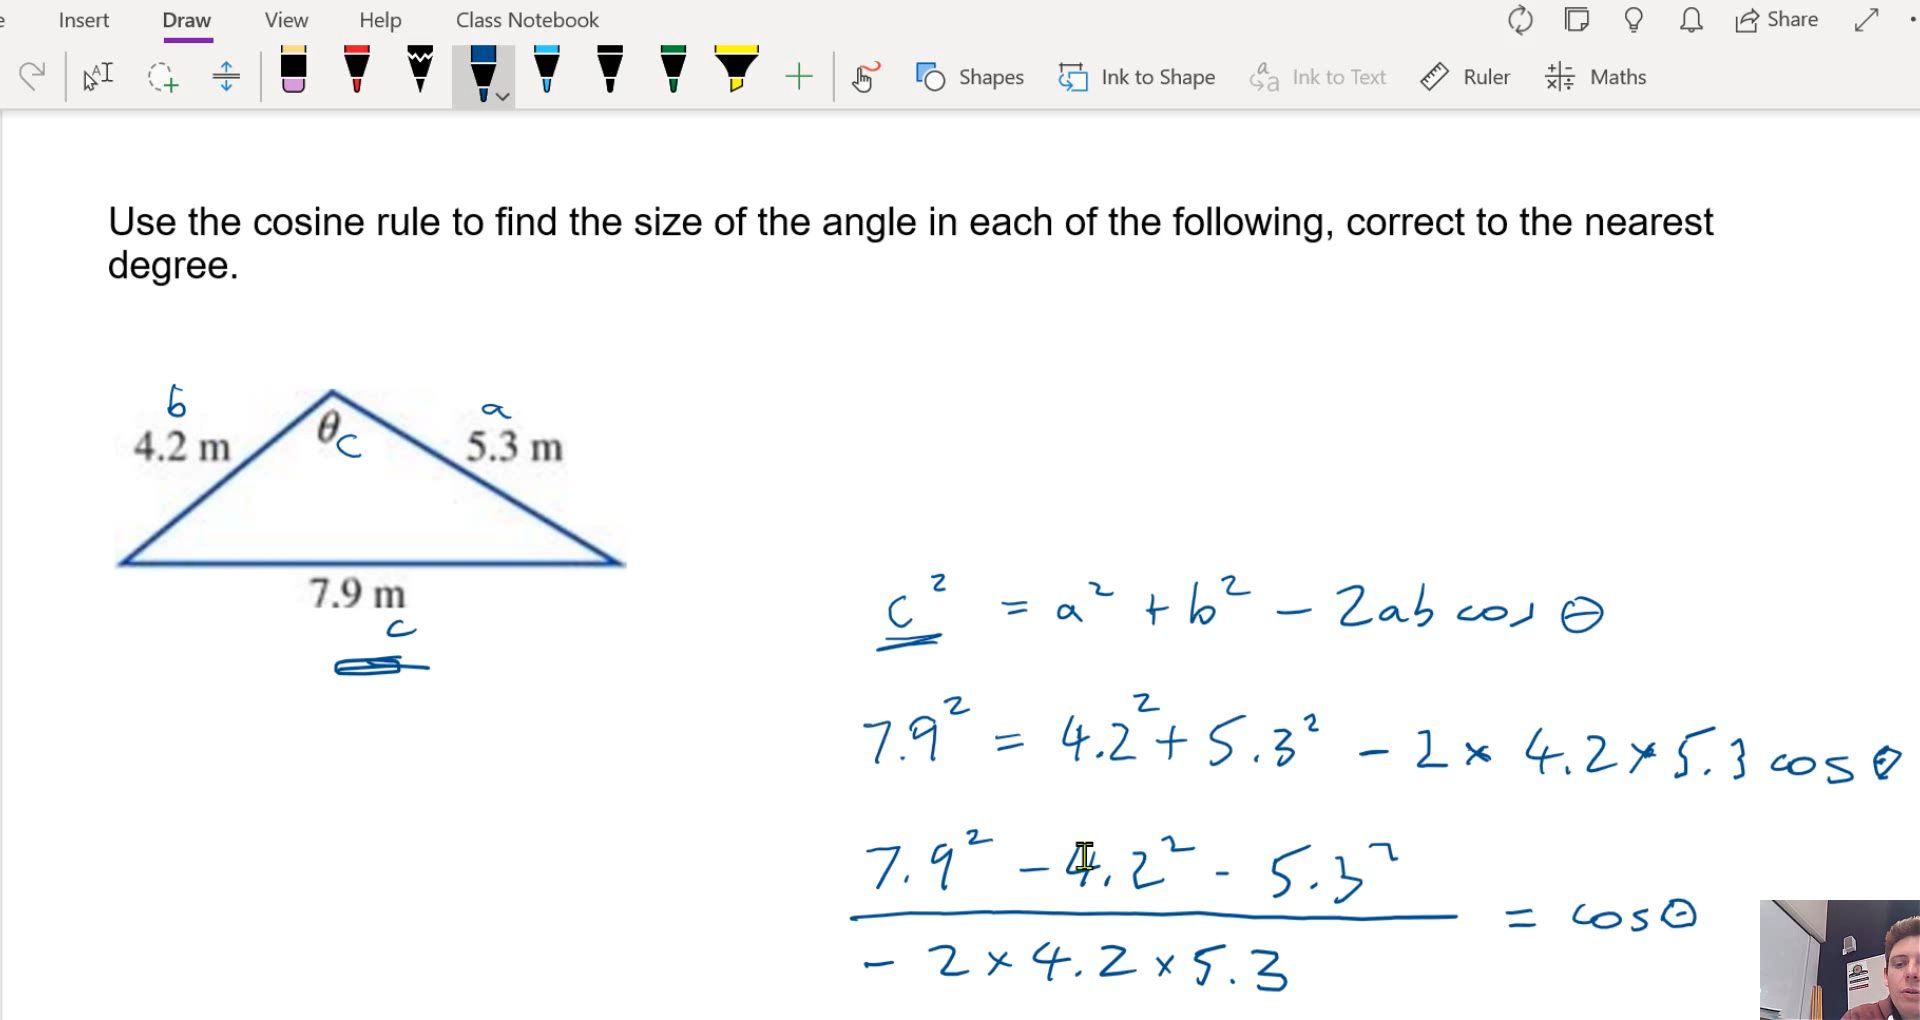 Insert Draw View Help Class Notebook Share
Shapes Ink to Shape Ink to Text Ruler Maths
Use the cosine rule to find the size of the angle in each of the following, correct to the nearest
degree.
b a
4.2 m θ C 5.3 m
7.9 m
c
c² = a² + b² − 2ab cos θ
7.9² = 4.2² + 5.3² − 2 × 4.2 × 5.3 cos θ
7.9² − 4.2² - 5.3²
= cos θ
− 2 × 4.2 × 5.3